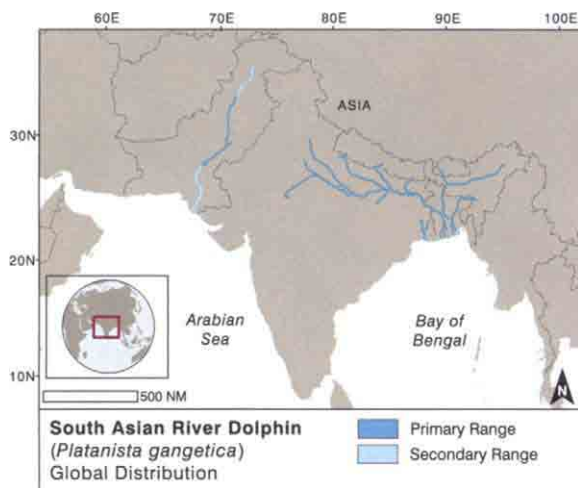 60E 70E 80E 90E 100E
ASIA
30N
20N
Arabian
Sea
Bay of
Bengal
10N
500 NM
N
South Asian River Dolphin
(Platanista gangetica)
Global Distribution
Primary Range
Secondary Range